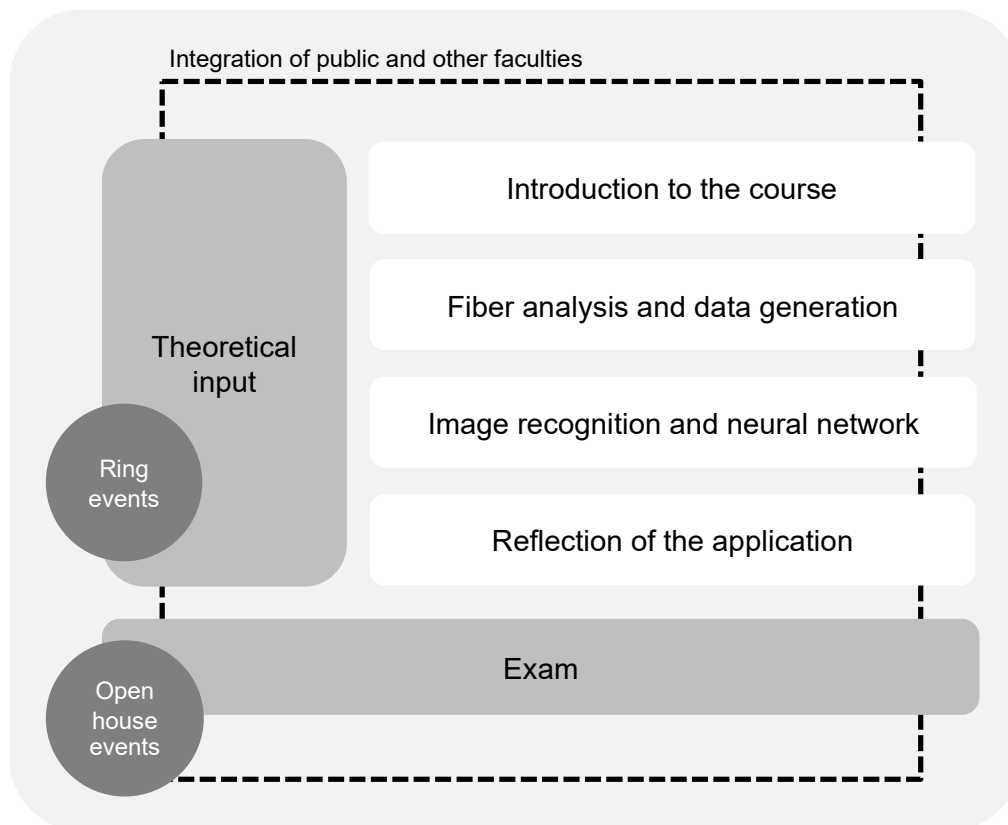 Integration of public and other faculties
Introduction to the course
Fiber analysis and data generation
Theoretical
input
Image recognition and neural network
Ring
events
Reflection of the application
Exam
Open
house
events